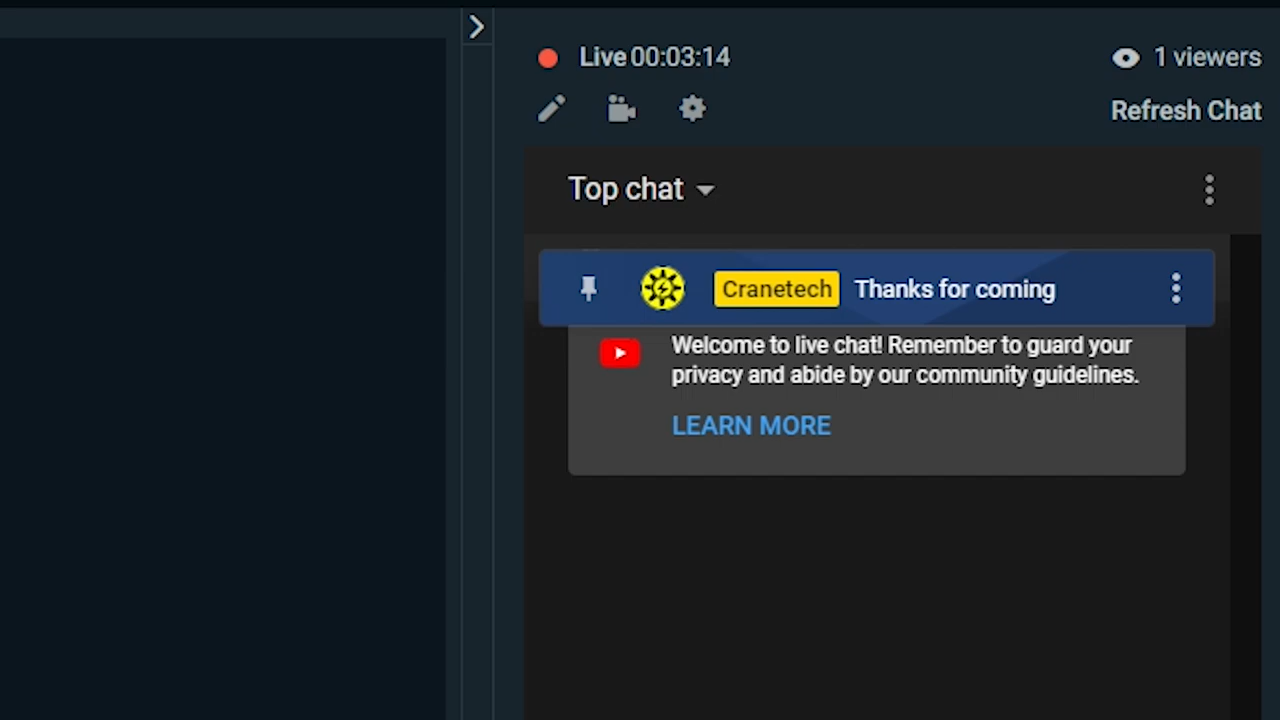 Live 00:03:14
1 viewers
Refresh Chat
Top chat
Cranetech Thanks for coming
Welcome to live chat! Remember to guard your
privacy and abide by our community guidelines.
LEARN MORE